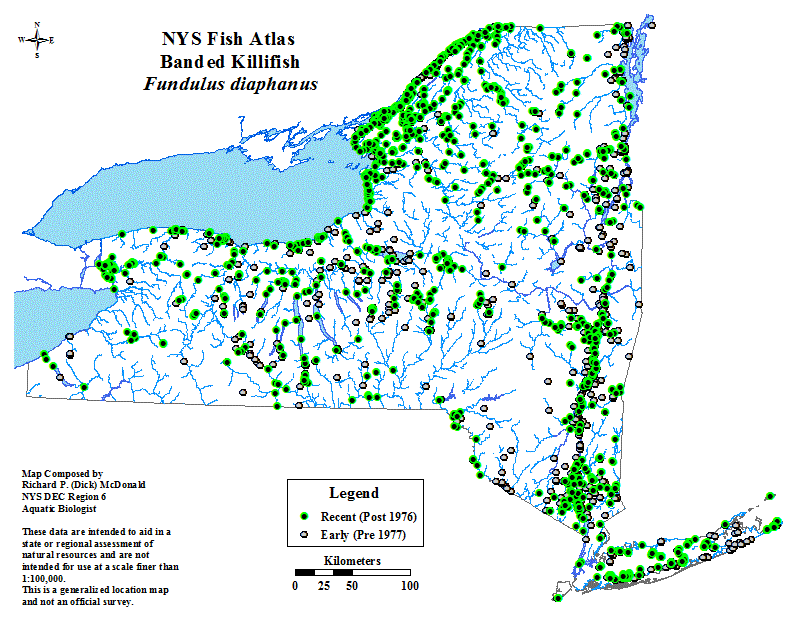 N
W E
S
NYS Fish Atlas
Banded Killifish
Fundulus diaphanus
Map Composed by
Richard P. (Dick) McDonald
NYS DEC Region 6
Aquatic Biologist
These data are intended to aid in a
state or regional assessment of
natural resources and are not
intended for use at a scale finer than
1:100,000.
This is a generalized location map
and not an official survey.
Legend
Recent (Post 1976)
Early (Pre 1977)
Kilometers
0 25 50 100